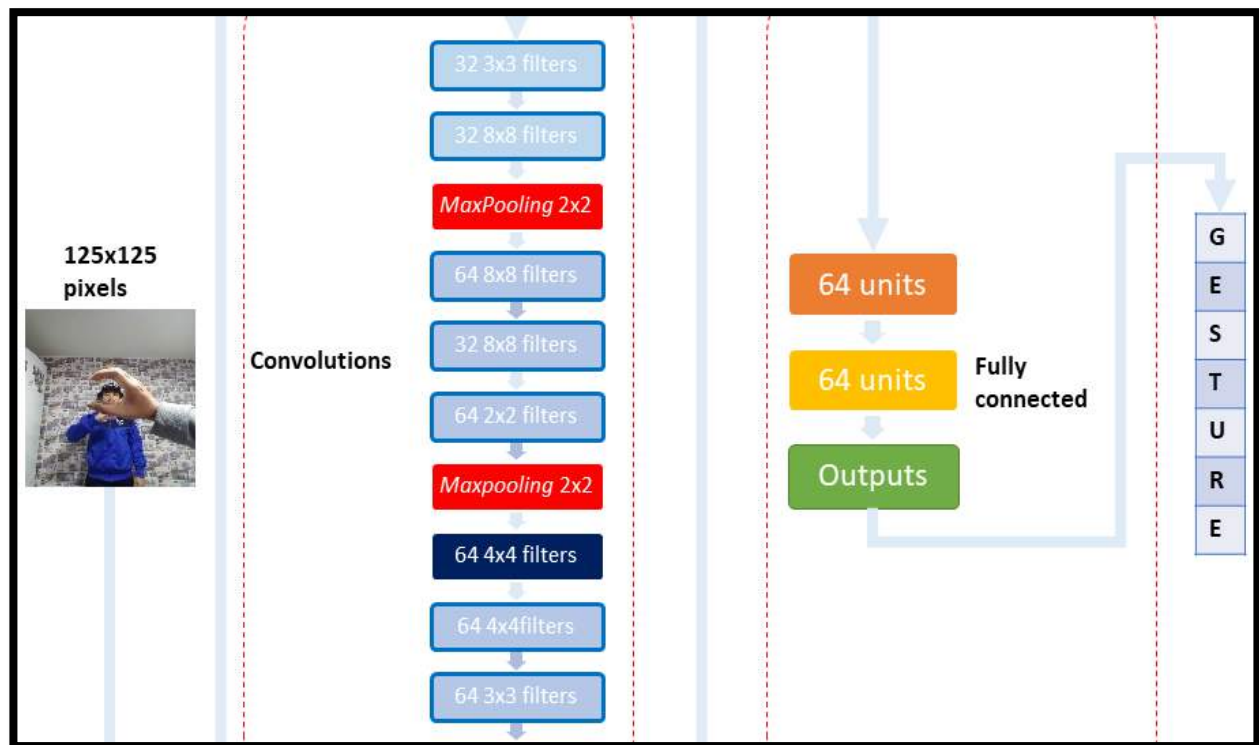 125x125
pixels
Convolutions
32 3x3 filters
32 8x8 filters
MaxPooling 2x2
64 8x8 filters
32 8x8 filters
64 2x2 filters
Maxpooling 2x2
64 4x4 filters
64 4x4filters
64 3x3 filters
64 units
64 units
Outputs
Fully
connected
G
E
S
T
U
R
E